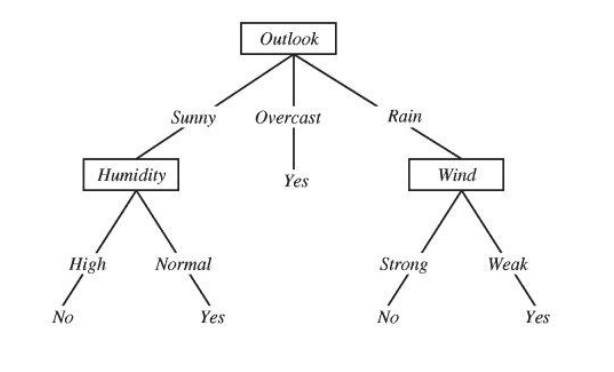 Outlook
Sunny Overcast Rain
Humidity Yes Wind
High Normal Strong Weak
No Yes No Yes